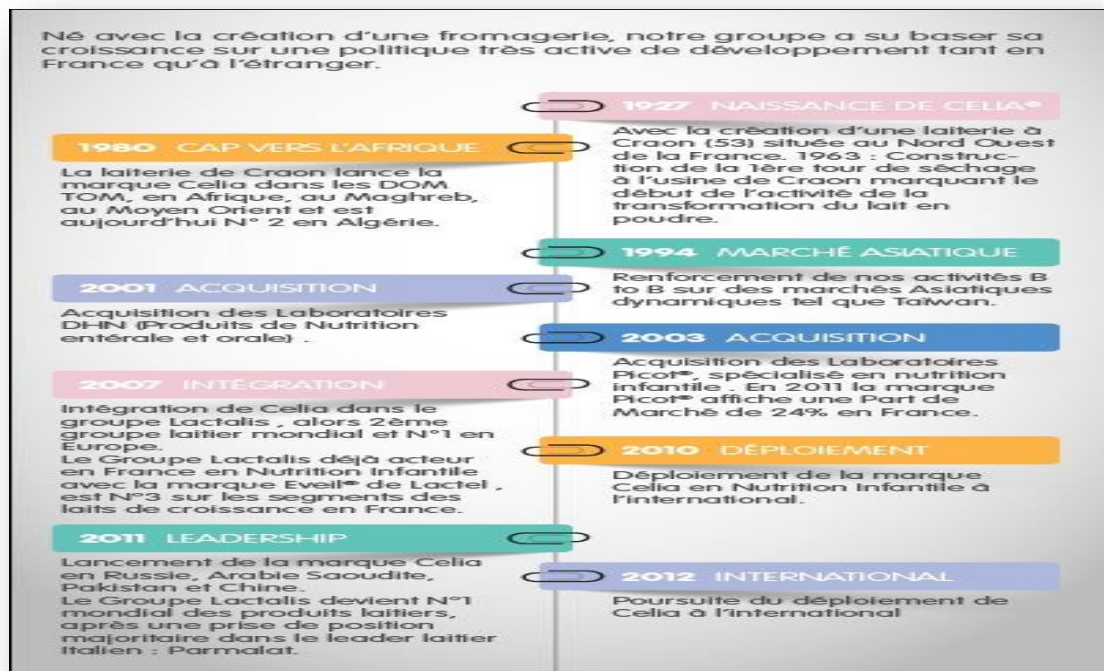 Né avec la création d'une fromagerie, notre groupe a su baser sa
croissance sur une politique très active de développement tant en
France qu'à l'étranger.
1927 NAISSANCE DE CELIA®
Avec la création d'une laiterie à
Craon (53) située au Nord Ouest
de la France. 1963 : Construc-
tion de la 1ère tour de séchage
à l'usine de Craon marquant le
début de l'activité de la
transformation du lait en
poudre.
1980 CAP VERS L'AFRIQUE
La laiterie de Craon lance la
marque Celia dans les DOM
TOM, en Afrique, au Maghreb,
au Moyen Orient et est
aujourd'hui N° 2 en Algérie.
1994 MARCHÉ ASIATIQUE
Renforcement de nos activités B
to B sur des marchés Asiatiques
dynamiques tel que Taïwan.
2001 ACQUISITION
Acquisition des Laboratoires
DHN (Produits de Nutrition
entérale et orale) .
2003 ACQUISITION
Acquisition des Laboratoires
Picot®, spécialisé en nutrition
infantile . En 2011 la marque
Picot® affiche une Part de
Marché de 24% en France.
2007 INTÉGRATION
Intégration de Celia dans le
groupe Lactalis , alors 2ème
groupe laitier mondial et N°1 en
Europe.
Le Groupe Lactalis déjà acteur
en France en Nutrition Infantile
avec la marque Eveil® de Lactel ,
est N°3 sur les segments des
laits de croissance en France.
2010 DÉPLOIEMENT
Déploiement de la marque
Celia en Nutrition Infantile à
l'international.
2011 LEADERSHIP
Lancement de la marque Celia
en Russie, Arabie Saoudite,
Pakistan et Chine.
Le Groupe Lactalis devient N°1
mondial des produits laitiers,
après une prise de position
majoritaire dans le leader laitier
Italien : Parmalat.
2012 INTERNATIONAL
Poursuite du déploiement de
Celia à l'international